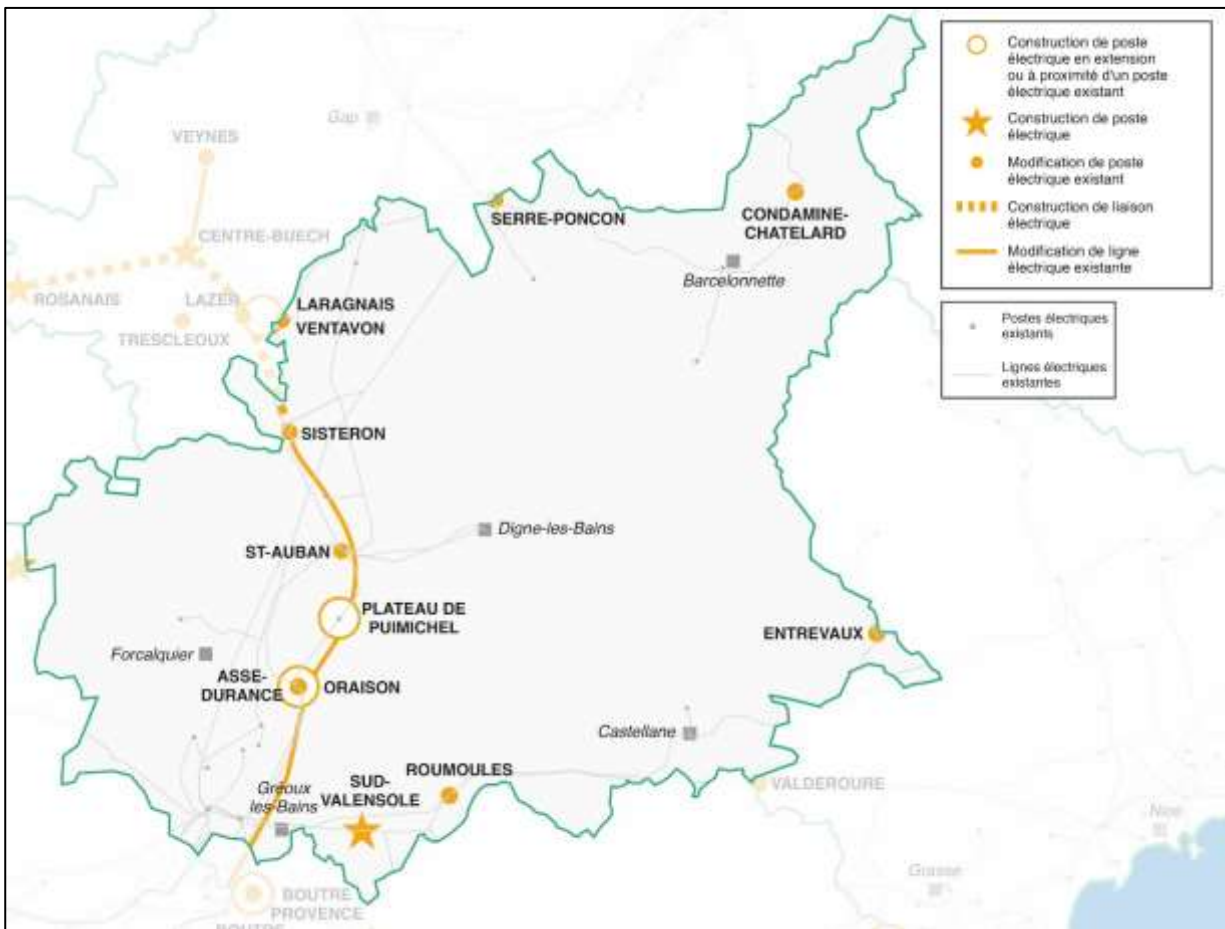 Construction de poste
électrique en extension
ou à proximité d'un poste
électrique existant
Construction de poste
électrique
Modification de poste
électrique existant
Construction de liaison
électrique
Modification de ligne
électrique existante
Postes électriques
existants
Lignes électriques
existantes
Gap
VEYNES
SERRE-PONCON
CONDAMINE-
CHATELARD
CENTRE-BUECH
Barcelonnette
ROSANAIS
LAZER
LARAGNAIS
VENTAVON
TRESCLEOUX
SISTERON
Digne-les-Bains
ST-AUBAN
PLATEAU DE
PUIMICHEL
ENTREVAUX
Forcalquier
ASSE-
DURANCE
ORAISON
Castellane
ROUMOULES
SUD-
VALENSOLE
Gréoux
les-Bains
VALDEROURE
Nice
Grasse
BOUTRE
PROVENCE
BOUTRE